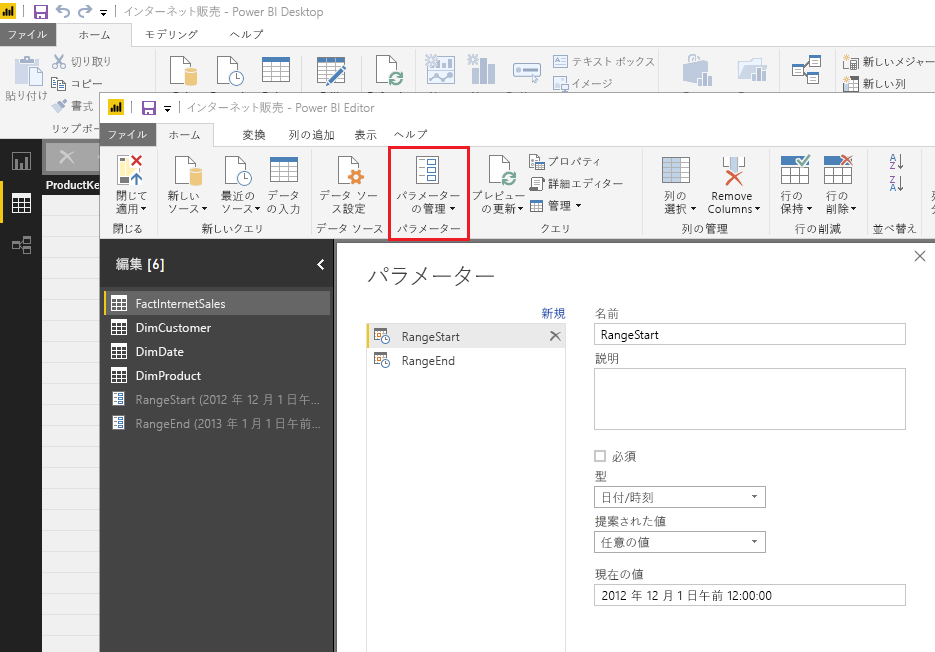 インターネット販売 - Power BI Desktop
ファイル ホーム モデリング ヘルプ
貼り付け
切り取り
コピー
書式
テキスト ボックス
イメージ
新しいメジャー
新しい列
ProductKe
インターネット販売 - Power BI Editor
ファイル ホーム 変換 列の追加 表示 ヘルプ
閉じて適用
新しいソース
最近のソース
データの入力
データ ソース設定
パラメーターの管理
プレビューの更新
プロパティ
詳細エディター
管理
列の選択
Remove Columns
行の保持
行の削除
閉じる 新しいクエリ データ ソース パラメーター クエリ 列の管理 行の削減 並べ替え
編集 [6]
FactInternetSales
DimCustomer
DimDate
DimProduct
RangeStart (2012 年 12 月 1 日午...
RangeEnd (2013 年 1 月 1 日午前...
パラメーター
新規
RangeStart
RangeEnd
名前
RangeStart
説明
必須
型
日付/時刻
提案された値
任意の値
現在の値
2012 年 12 月 1 日午前 12:00:00